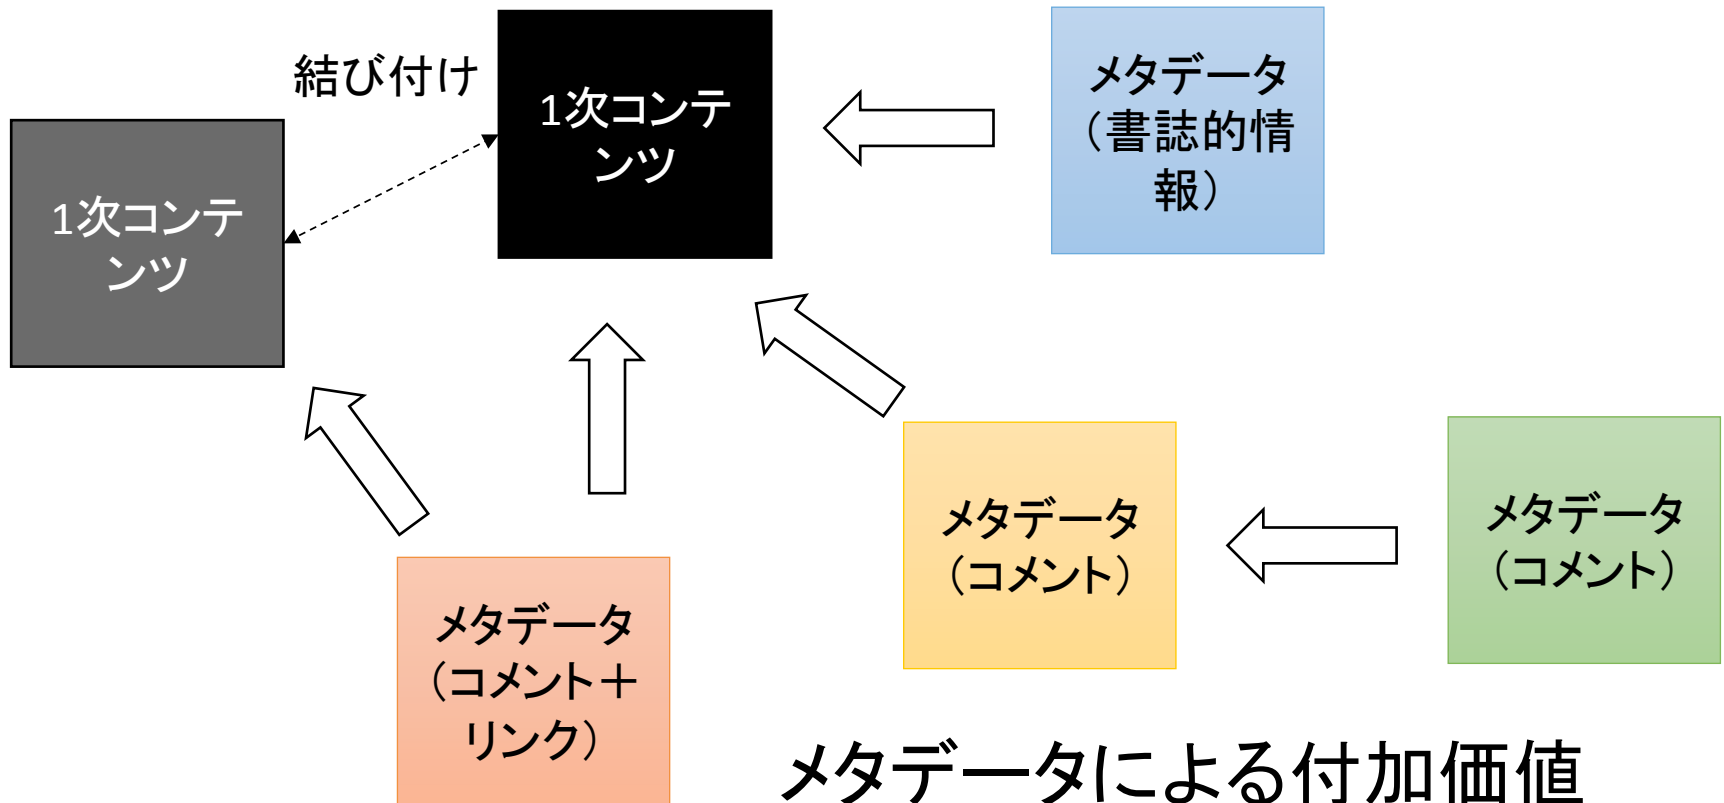 結び付け
1次コンテ
ンツ
1次コンテ
ンツ
メタデータ
（書誌的情
報）
メタデータ
（コメント）
メタデータ
（コメント）
メタデータ
（コメント＋
リンク）
メタデータによる付加価値